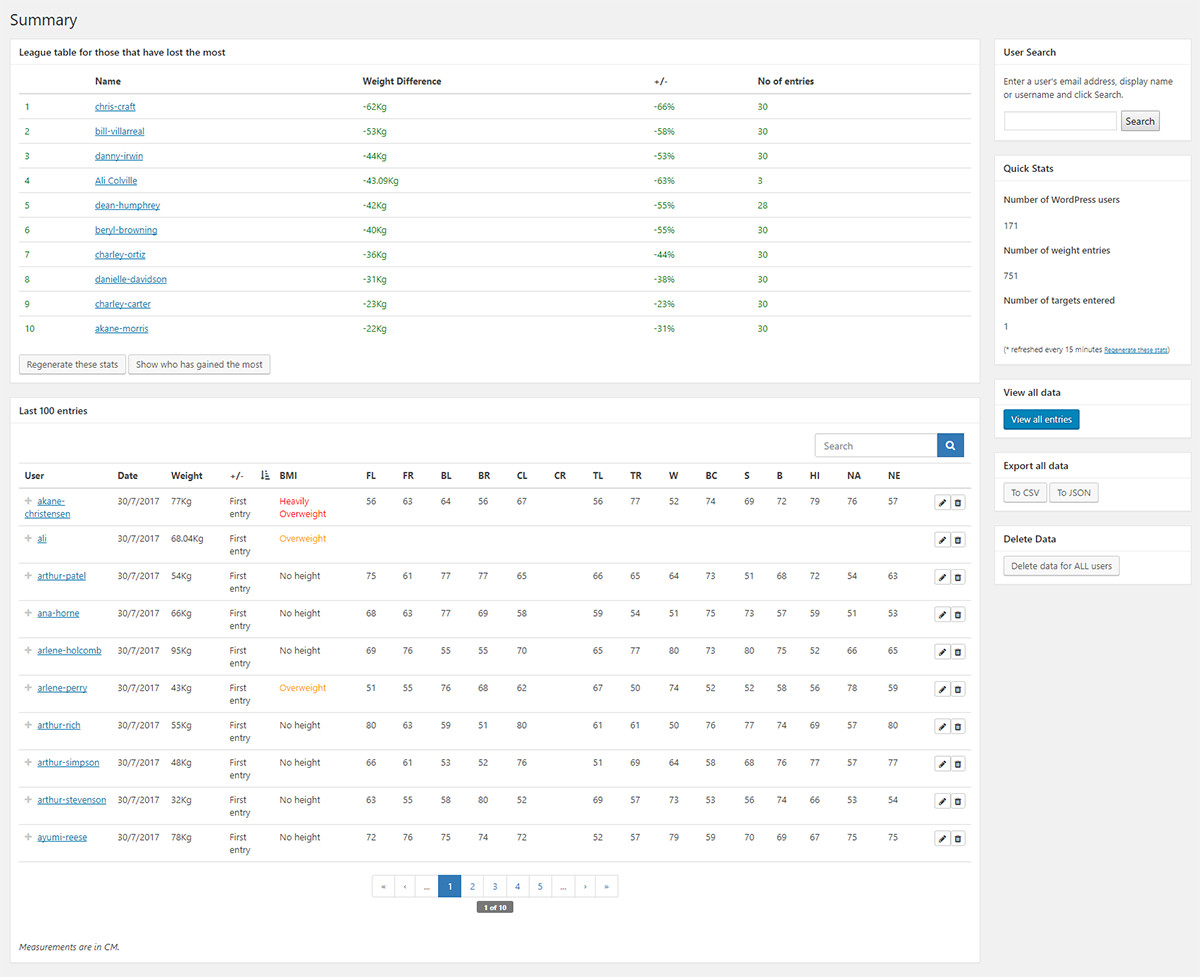 Summary
League table for those that have lost the most
Name Weight Difference +/- No of entries
1 chris-craft -62Kg -66% 30
2 bill-villarreal -53Kg -58% 30
3 danny-irwin -44Kg -53% 30
4 Ali Colville -43.09Kg -63% 3
5 dean-humphrey -42Kg -55% 28
6 beryl-browning -40Kg -55% 30
7 charley-ortiz -36Kg -44% 30
8 danielle-davidson -31Kg -38% 30
9 charley-carter -23Kg -23% 30
10 akane-morris -22Kg -31% 30
Regenerate these stats Show who has gained the most
Last 100 entries
Search
User Date Weight +/- BMI FL FR BL BR CL CR TL TR W BC S B HI NA NE
akane- 30/7/2017 77Kg First Heavily 56 63 64 56 67 56 77 52 74 69 72 79 76 57
christensen entry Overweight
ali 30/7/2017 68.04Kg First Overweight
entry
arthur-patel 30/7/2017 54Kg First No height 75 61 77 77 65 66 65 64 73 51 68 72 54 63
entry
ana-horne 30/7/2017 66Kg First No height 68 63 77 69 58 59 54 51 75 73 57 59 51 53
entry
arlene-holcomb 30/7/2017 95Kg First No height 69 76 55 55 70 65 77 80 73 80 75 52 66 65
entry
arlene-perry 30/7/2017 43Kg First Overweight 51 55 76 68 62 67 50 74 52 52 58 56 78 59
entry
arthur-rich 30/7/2017 55Kg First No height 80 63 59 51 80 61 61 50 76 77 74 69 57 80
entry
arthur-simpson 30/7/2017 48Kg First No height 66 61 53 52 76 51 69 64 58 68 76 77 57 77
entry
arthur-stevenson 30/7/2017 32Kg First No height 63 55 58 80 52 69 57 73 53 56 74 66 53 54
entry
ayumi-reese 30/7/2017 78Kg First No height 72 76 75 74 72 52 57 79 59 70 69 67 75 75
entry
« ‹ ... 1 2 3 4 5 ... › »
1 of 10
Measurements are in CM.
User Search
Enter a user's email address, display name
or username and click Search.
Search
Quick Stats
Number of WordPress users
171
Number of weight entries
751
Number of targets entered
1
(* refreshed every 15 minutes Regenerate these stats)
View all data
View all entries
Export all data
To CSV To JSON
Delete Data
Delete data for ALL users